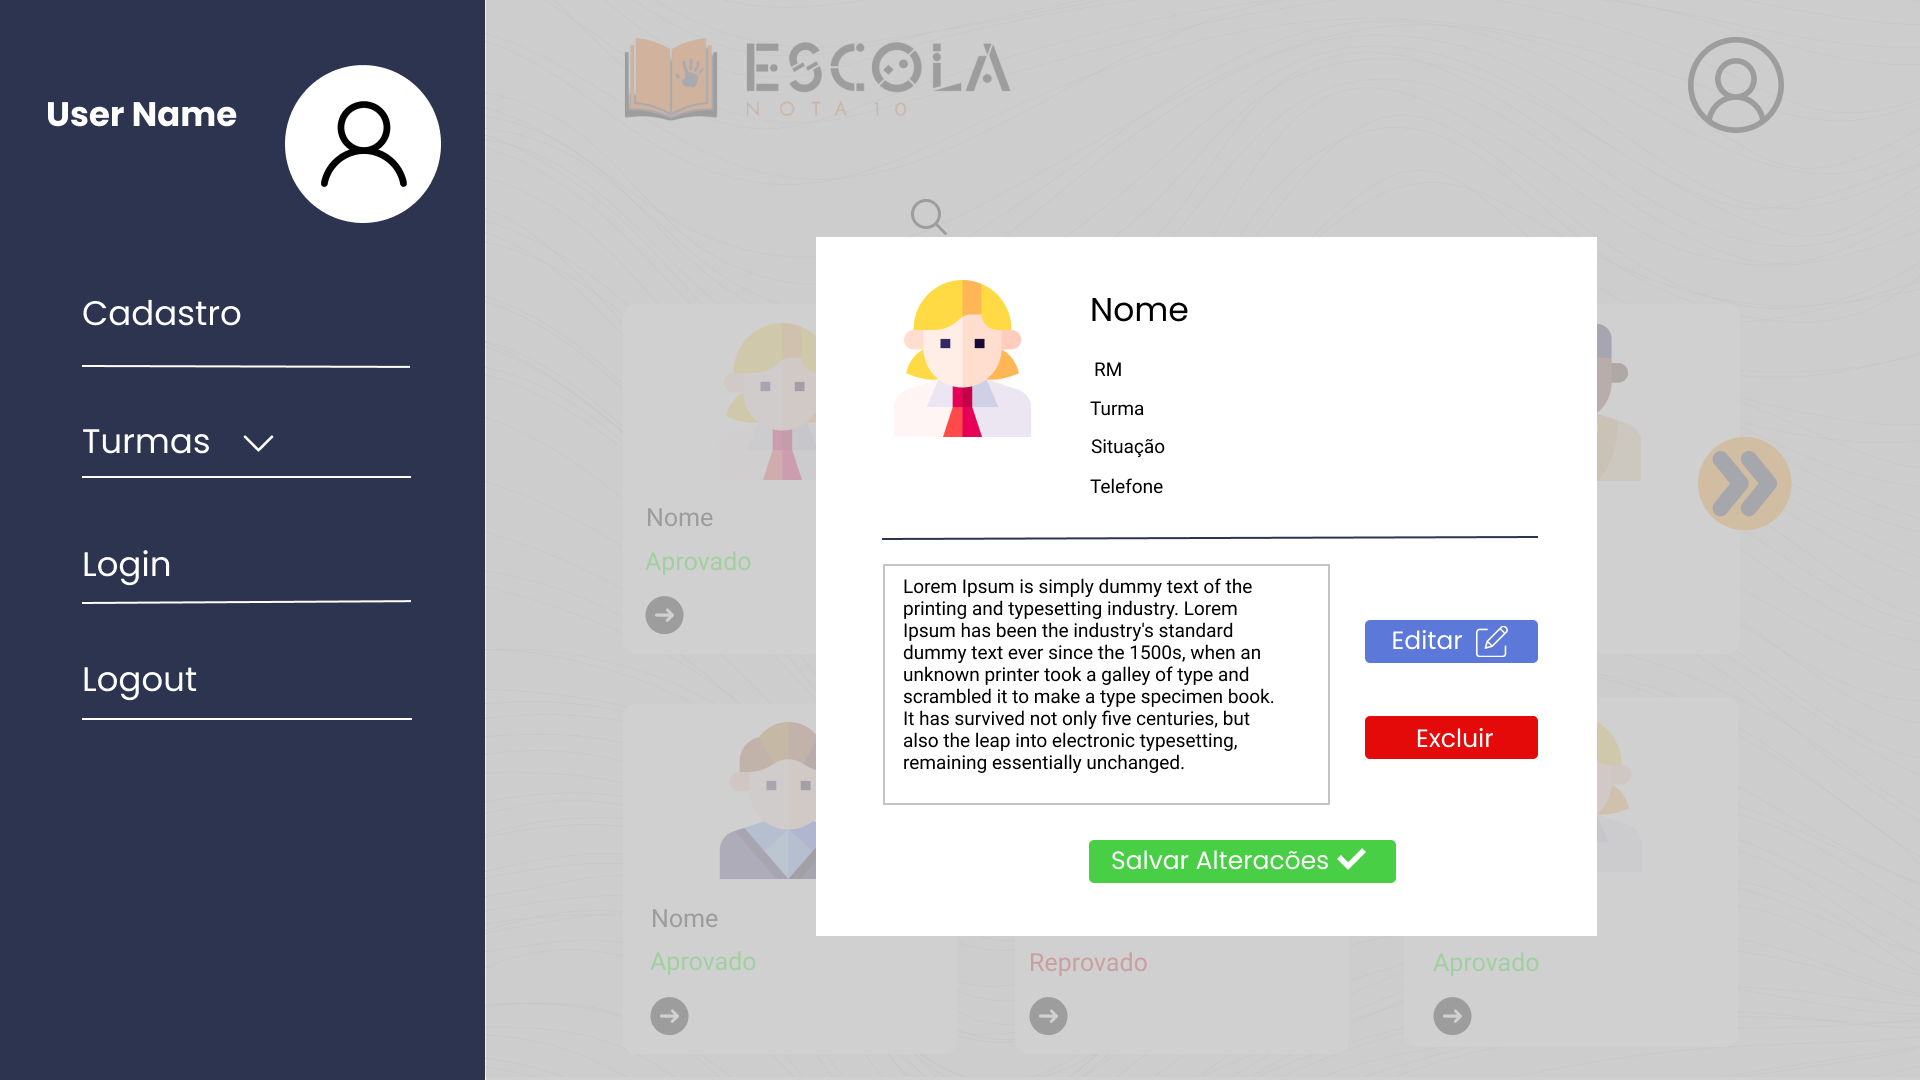 User Name
Cadastro
Turmas
Login
Logout
ESCOLA
NOTA 10
Nome
Aprovado
Nome
Aprovado
Reprovado
Aprovado
Nome
RM
Turma
Situação
Telefone
Lorem Ipsum is simply dummy text of the
printing and typesetting industry. Lorem
Ipsum has been the industry's standard
dummy text ever since the 1500s, when an
unknown printer took a galley of type and
scrambled it to make a type specimen book.
It has survived not only five centuries, but
also the leap into electronic typesetting,
remaining essentially unchanged.
Editar
Excluir
Salvar Alteracões